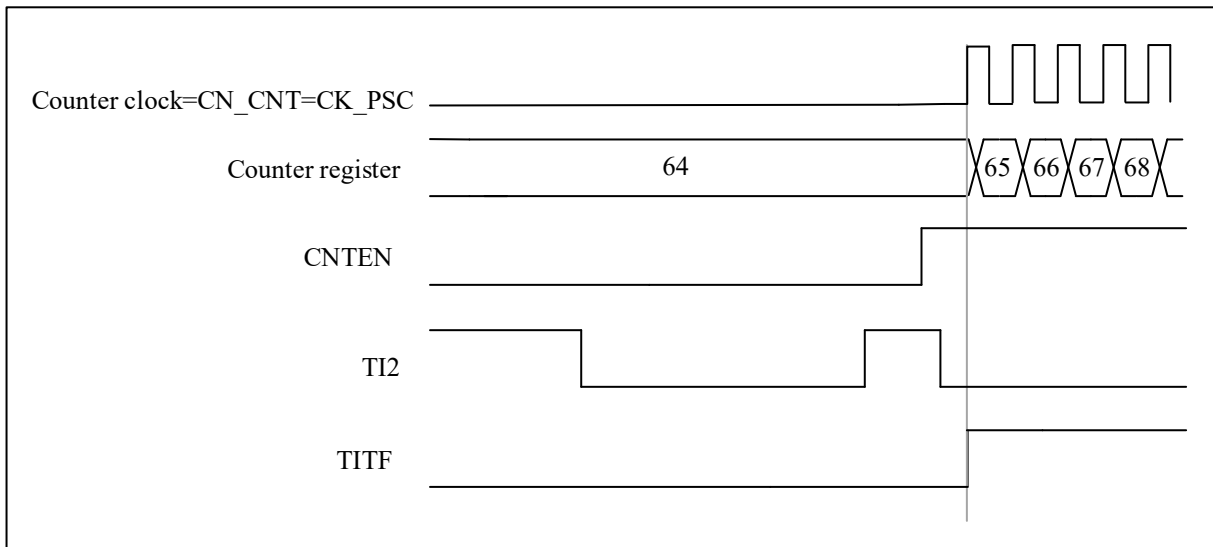 Counter clock=CN_CNT=CK_PSC
Counter register
64
65
66
67
68
CNTEN
TI2
TITF